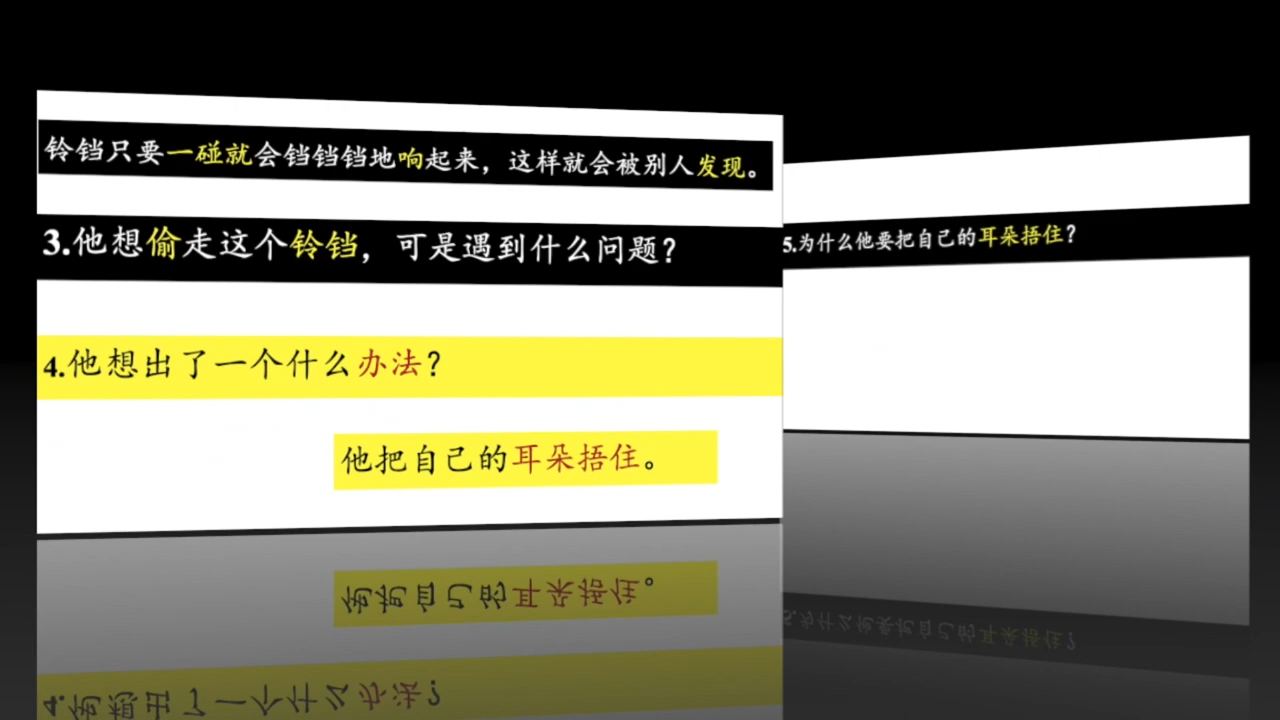 铃铛只要一碰就会铛铛铛地响起来，这样就会被别人发现。
3.他想偷走这个铃铛，可是遇到什么问题？
4.他想出了一个什么办法？
他把自己的耳朵捂住。
5.为什么他要把自己的耳朵捂住？